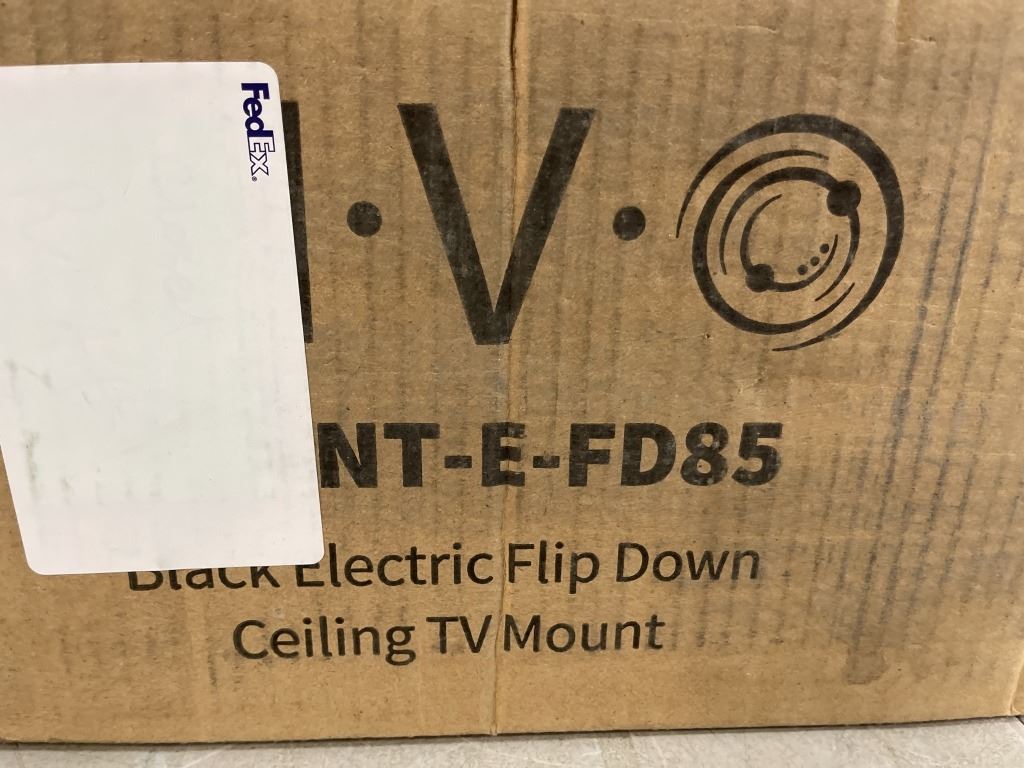 FedEx®
I·V·O
NT-E-FD85
Black Electric Flip Down
Ceiling TV Mount